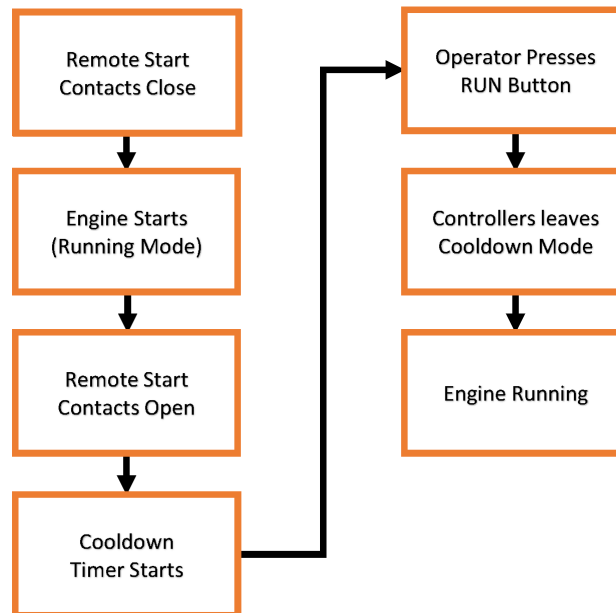 Remote Start
Contacts Close
Engine Starts
(Running Mode)
Remote Start
Contacts Open
Cooldown
Timer Starts
Operator Presses
RUN Button
Controllers leaves
Cooldown Mode
Engine Running